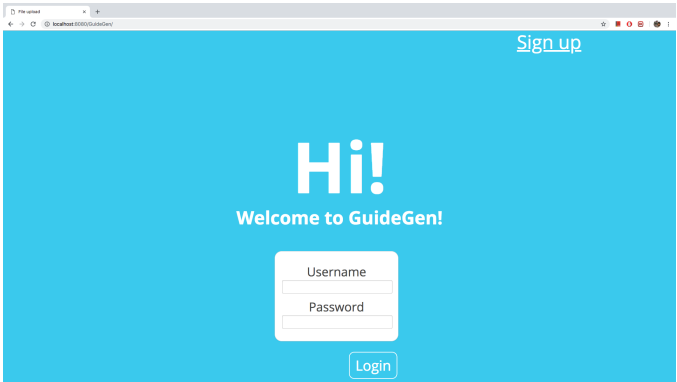 File upload
localhost:8080/GuideGen/
Sign up
Hi!
Welcome to GuideGen!
Username
Password
Login